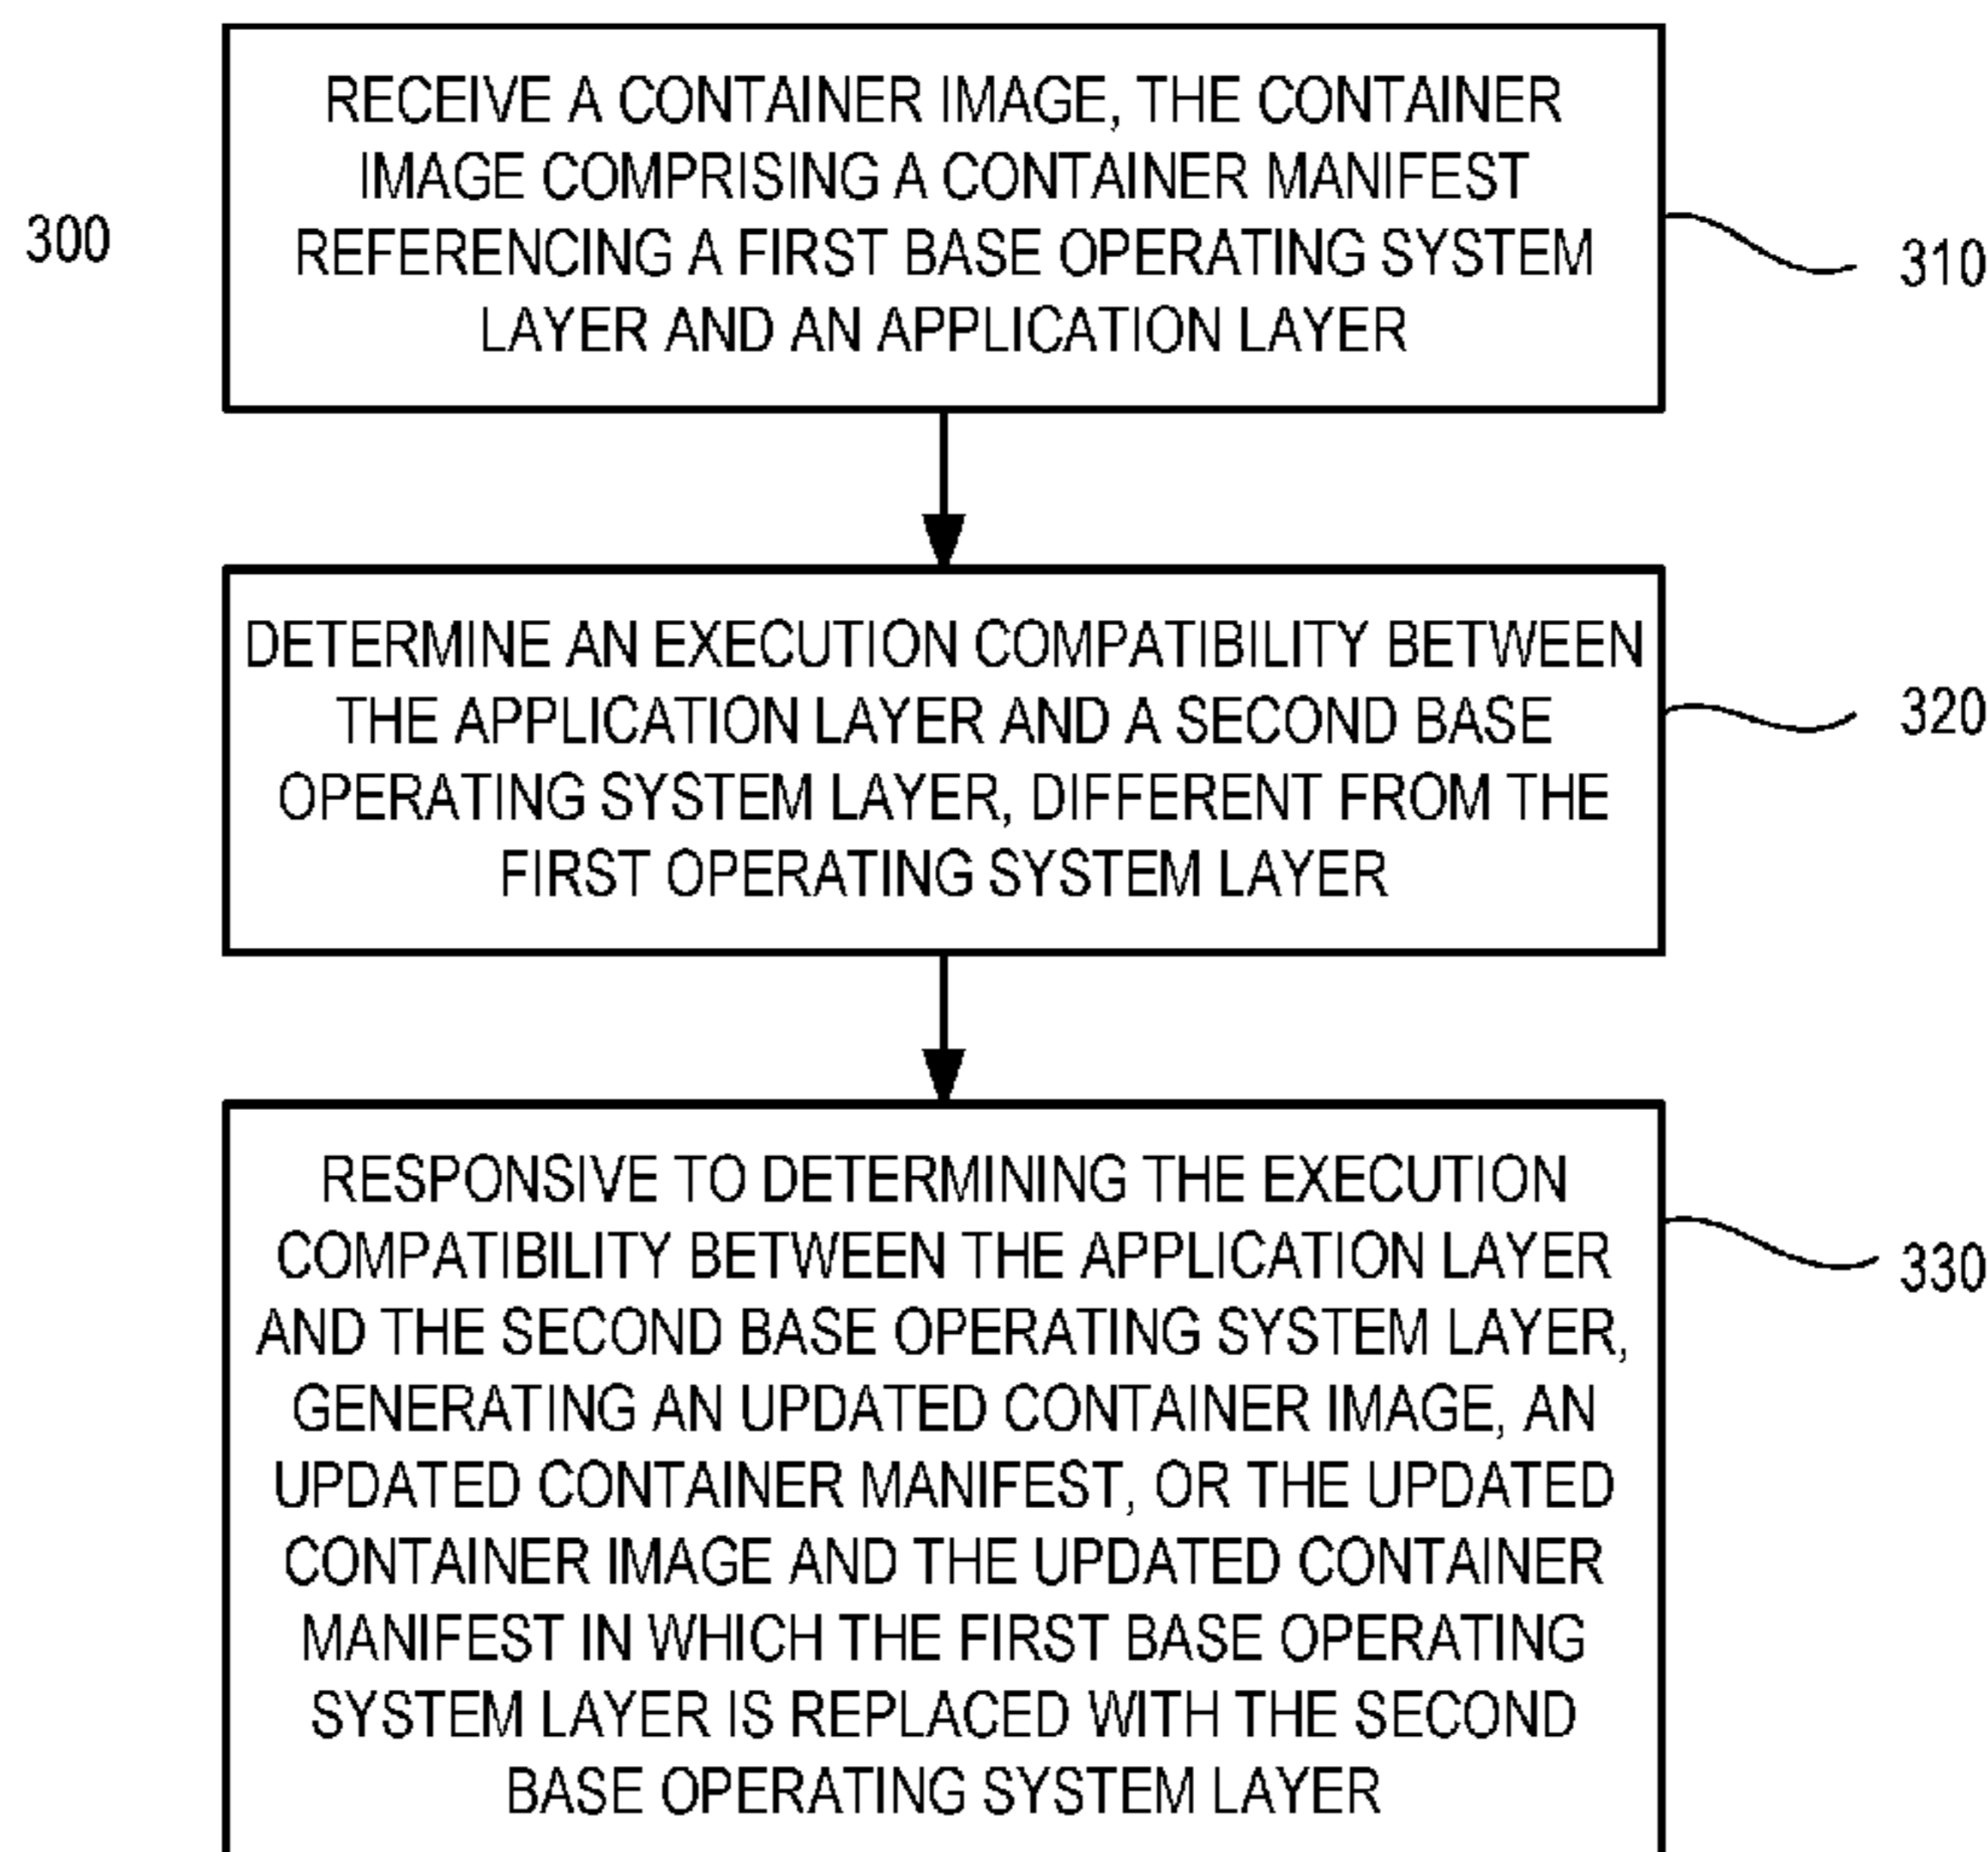 300
RECEIVE A CONTAINER IMAGE, THE CONTAINER
IMAGE COMPRISING A CONTAINER MANIFEST
REFERENCING A FIRST BASE OPERATING SYSTEM
LAYER AND AN APPLICATION LAYER
310
DETERMINE AN EXECUTION COMPATIBILITY BETWEEN
THE APPLICATION LAYER AND A SECOND BASE
OPERATING SYSTEM LAYER, DIFFERENT FROM THE
FIRST OPERATING SYSTEM LAYER
320
RESPONSIVE TO DETERMINING THE EXECUTION
COMPATIBILITY BETWEEN THE APPLICATION LAYER
AND THE SECOND BASE OPERATING SYSTEM LAYER,
GENERATING AN UPDATED CONTAINER IMAGE, AN
UPDATED CONTAINER MANIFEST, OR THE UPDATED
CONTAINER IMAGE AND THE UPDATED CONTAINER
MANIFEST IN WHICH THE FIRST BASE OPERATING
SYSTEM LAYER IS REPLACED WITH THE SECOND
BASE OPERATING SYSTEM LAYER
330